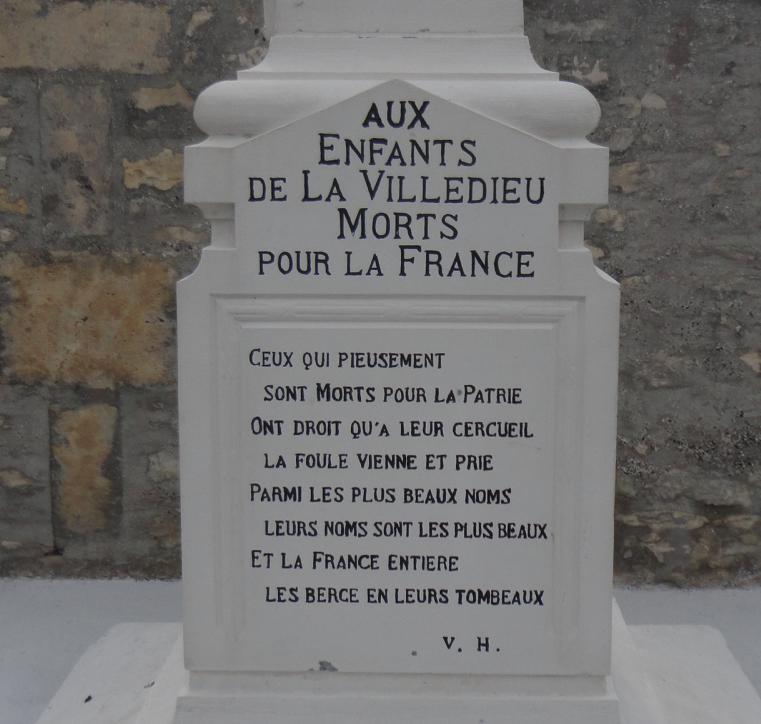 AUX
ENFANTS
DE LA VILLEDIEU
MORTS
POUR LA FRANCE
CEUX QUI PIEUSEMENT
SONT MORTS POUR LA PATRIE
ONT DROIT QU'A LEUR CERCUEIL
LA FOULE VIENNE ET PRIE
PARMI LES PLUS BEAUX NOMS
LEURS NOMS SONT LES PLUS BEAUX
ET LA FRANCE ENTIERE
LES BERCE EN LEURS TOMBEAUX
V. H.